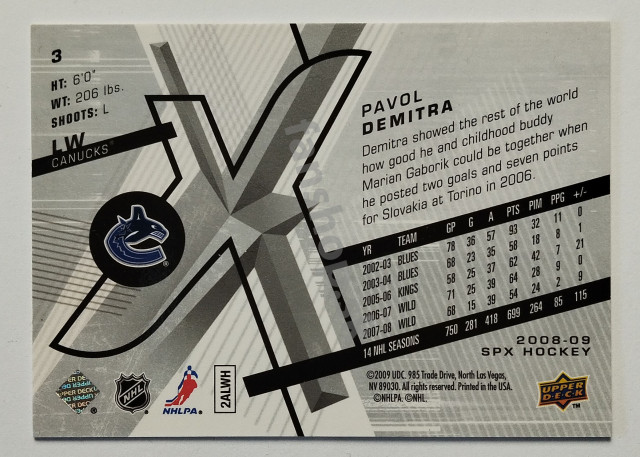 3
HT: 6'0"
WT: 206 lbs.
SHOOTS: L
LW
CANUCKS
PAVOL
DEMITRA
Demitra showed the rest of the world
how good he and childhood buddy
Marian Gaborik could be together when
he posted two goals and seven points
for Slovakia at Torino in 2006.
YR TEAM GP G A PTS PIM PPG +/-
2002-03 BLUES 78 36 57 93 32 11 0
2003-04 BLUES 68 23 35 58 18 8 1
2005-06 KINGS 58 25 37 62 42 7 21
2006-07 WILD 71 25 39 64 28 9 0
2007-08 WILD 68 15 39 54 24 2 9
14 NHL SEASONS 750 281 418 699 264 85 115
2008-09
SPX HOCKEY
©2009 UDC. 985 Trade Drive, North Las Vegas,
NV 89030. All rights reserved. Printed in the USA.
©NHLPA. ©NHL.
NHL
NHLPA®
2ALWH
UPPER DECK
UPPER
D·E·C·K
TM